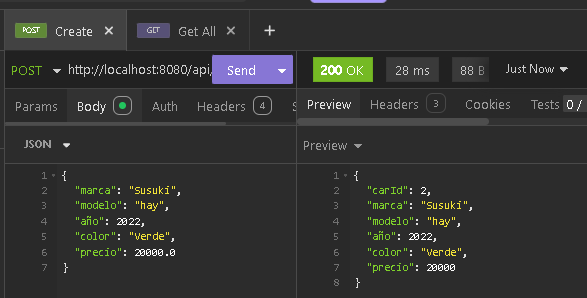 POST Create × GET Get All × +
POST http://localhost:8080/api/ Send 200 OK 28 ms 88 B Just Now
Params Body Auth Headers 4 Preview Headers 3 Cookies Tests 0 /
JSON Preview
1 {
2 "marca": "Susuki",
3 "modelo": "hay",
4 "año": 2022,
5 "color": "Verde",
6 "precio": 20000.0
7 }
1 {
2 "carId": 2,
3 "marca": "Susuki",
4 "modelo": "hay",
5 "año": 2022,
6 "color": "Verde",
7 "precio": 20000
8 }